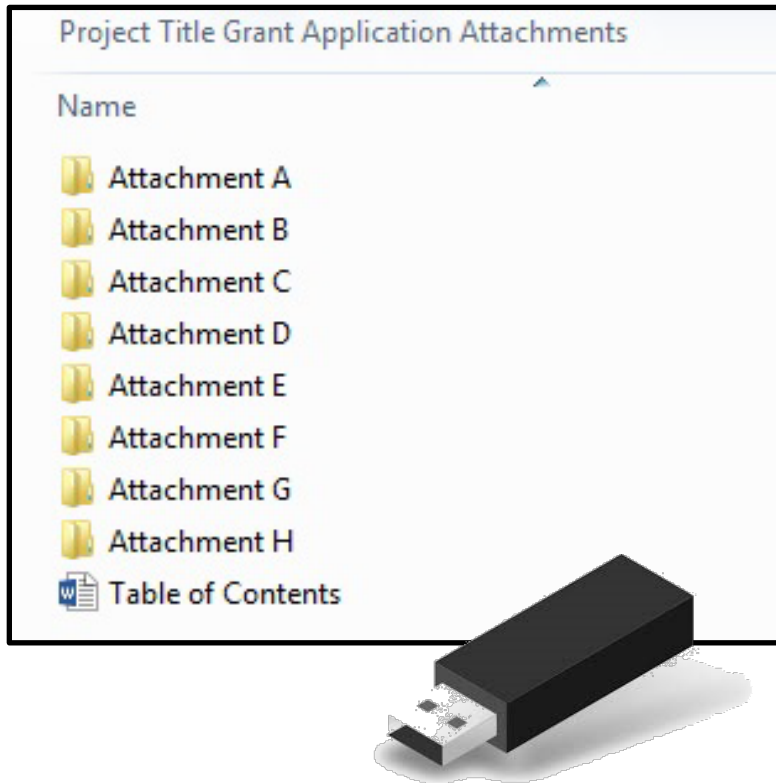 Project Title Grant Application Attachments
Name
Attachment A
Attachment B
Attachment C
Attachment D
Attachment E
Attachment F
Attachment G
Attachment H
Table of Contents